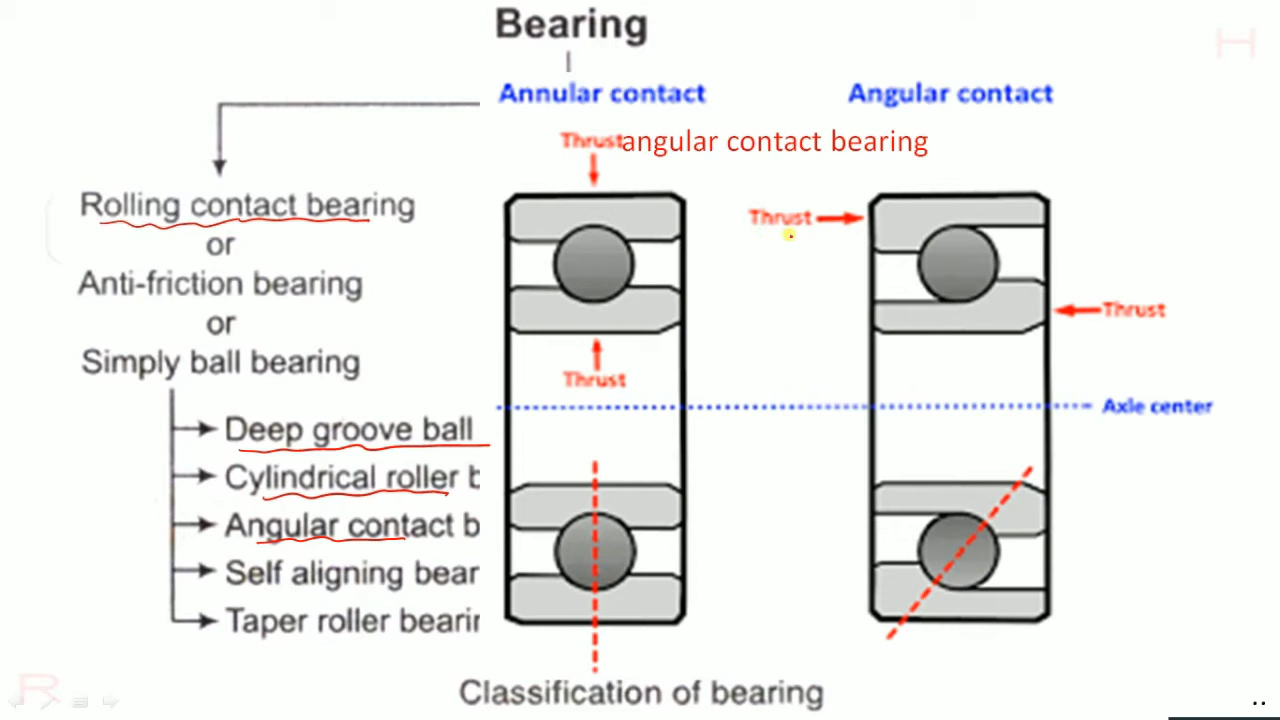 Bearing
Annular contact
Angular contact
Thrust
angular contact bearing
Rolling contact bearing
or
Anti-friction bearing
or
Simply ball bearing
Deep groove ball
Cylindrical roller b
Angular contact b
Self aligning bear
Taper roller bearin
Thrust
Thrust
Thrust
Axle center
Classification of bearing
H
R
..